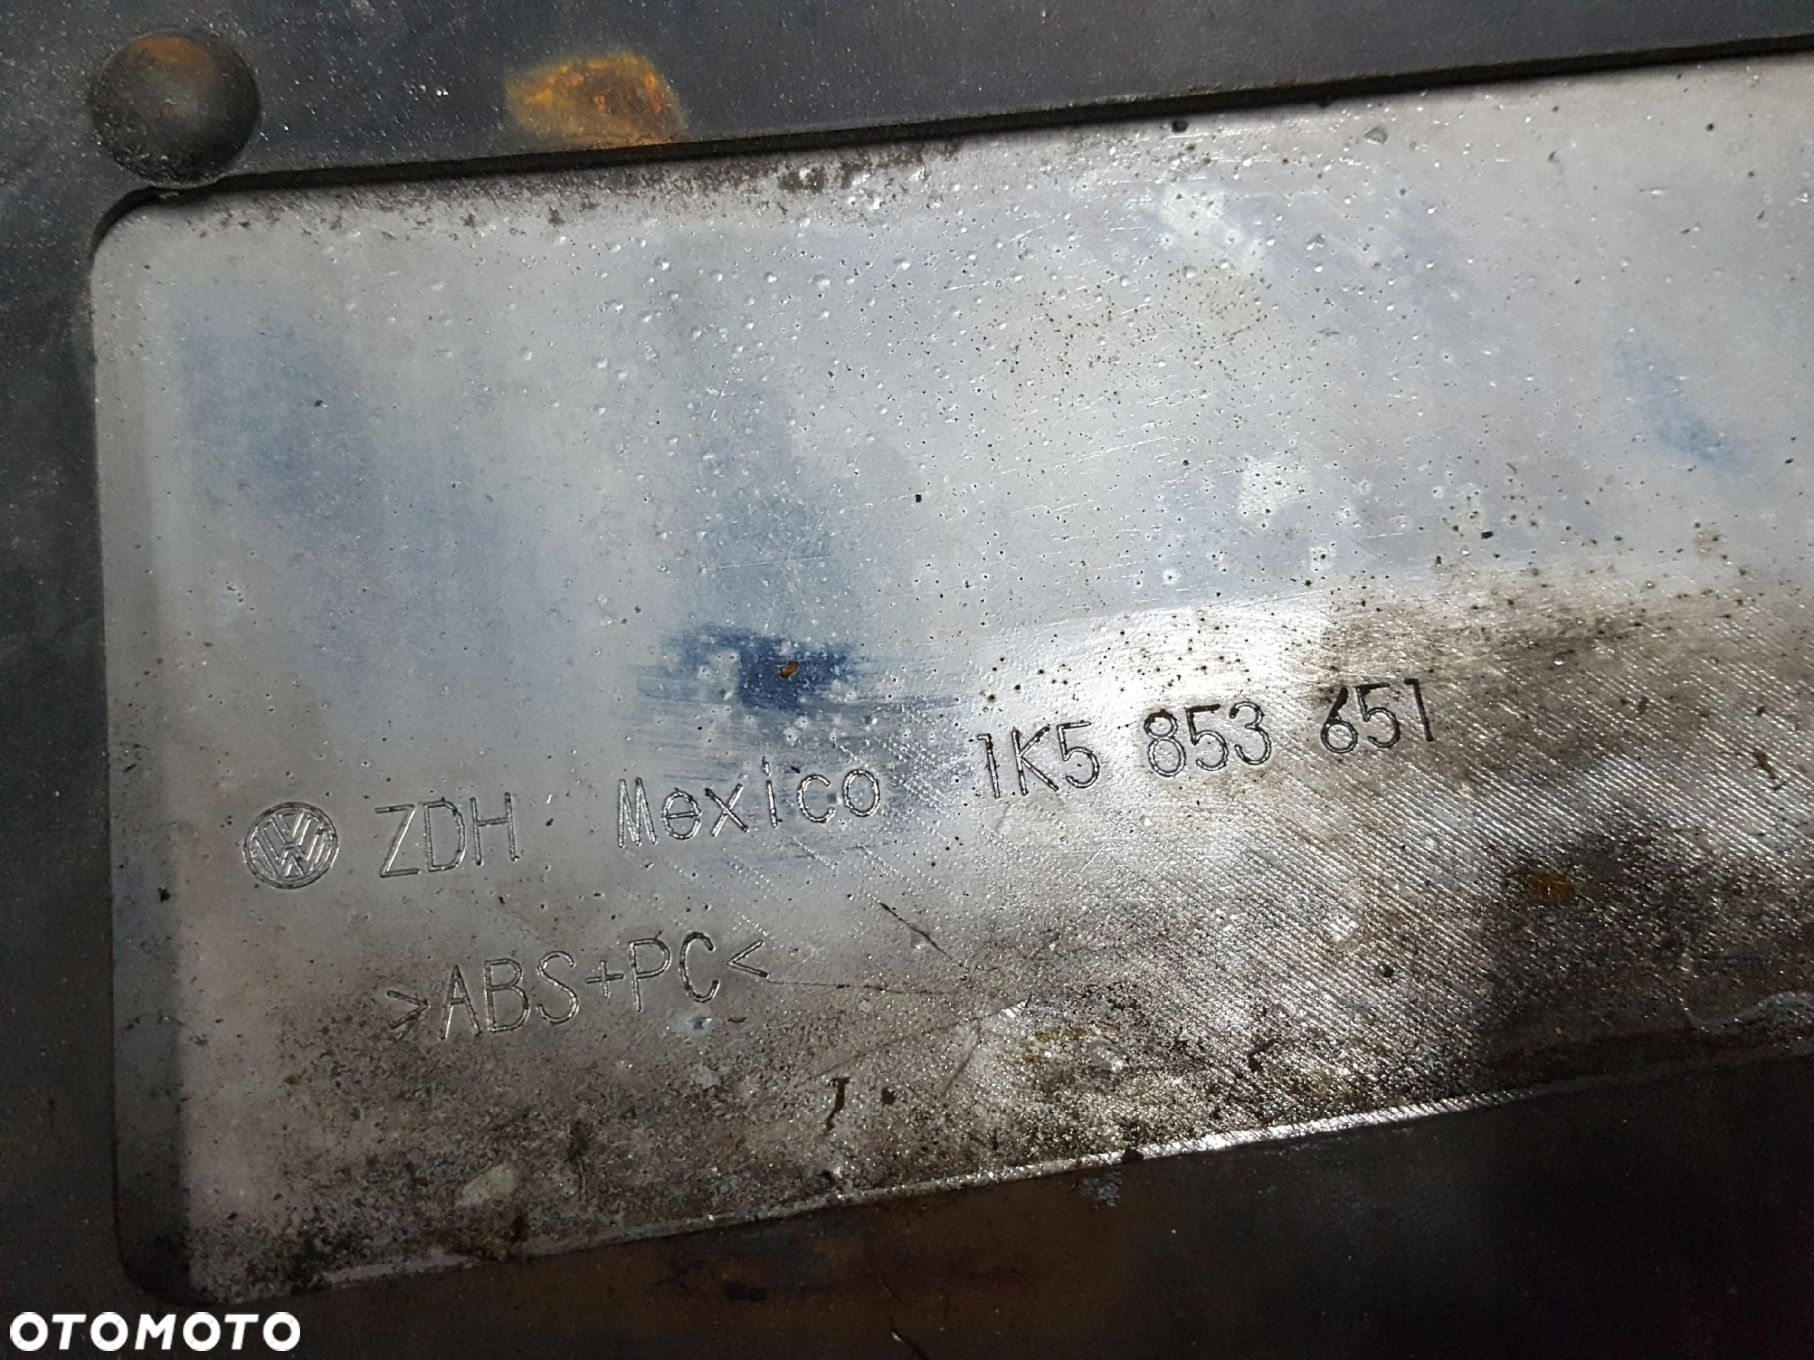 ZDH Mexico 1K5 853 651
>ABS+PC<
OTOMOTO